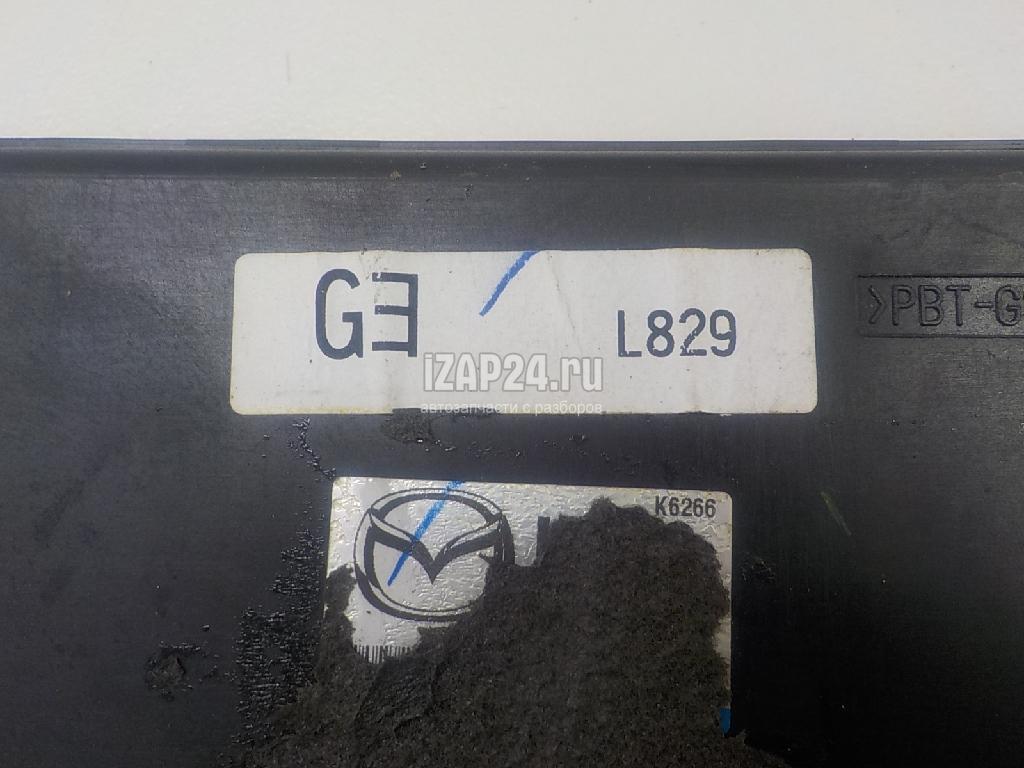 GE L829
>PBT-G
iZAP24.ru
автозапчасти с разборов
K6266